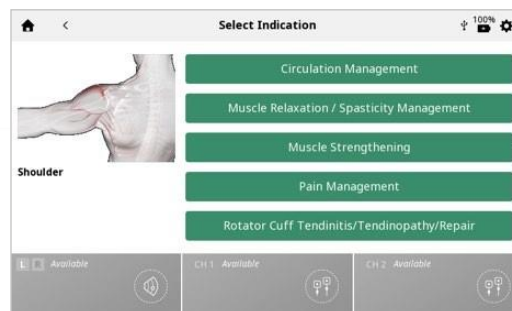 Select Indication
100%
Circulation Management
Muscle Relaxation / Spasticity Management
Muscle Strengthening
Pain Management
Rotator Cuff Tendinitis/Tendinopathy/Repair
Shoulder
L R Available
CH 1 Available
CH 2 Available